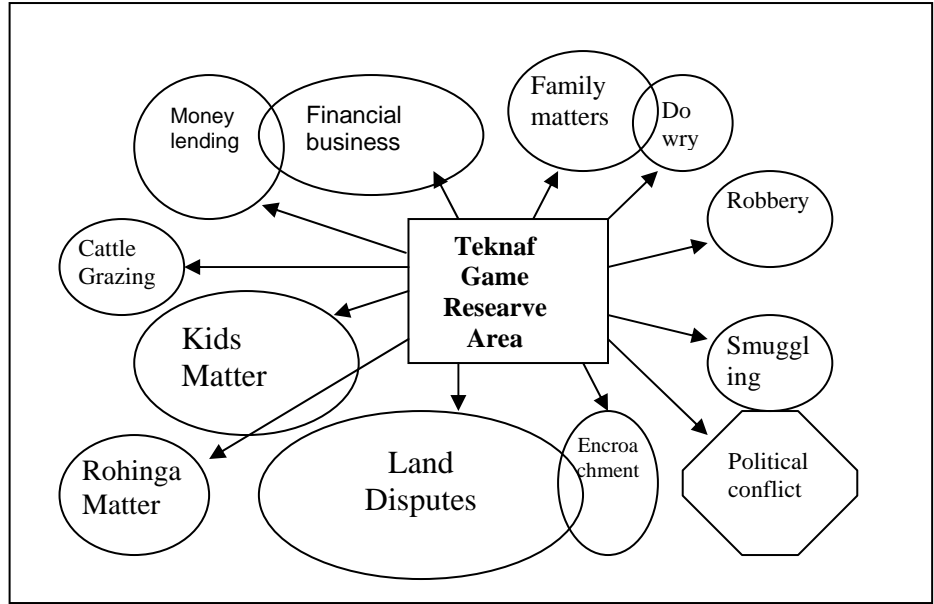 Money
lending
Financial
business
Family
matters
Do
wry
Robbery
Cattle
Grazing
Teknaf
Game
Researve
Area
Kids
Matter
Smuggl
ing
Rohinga
Matter
Land
Disputes
Encroa
chment
Political
conflict